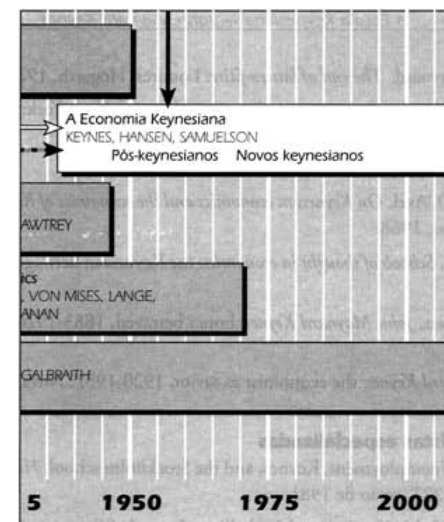 A Economia Keynesiana
KEYNES, HANSEN, SAMUELSON
Pós-keynesianos Novos keynesianos
AWTREY
ics
, VON MISES, LANGE,
ANAN
GALBRAITH
5 1950 1975 2000